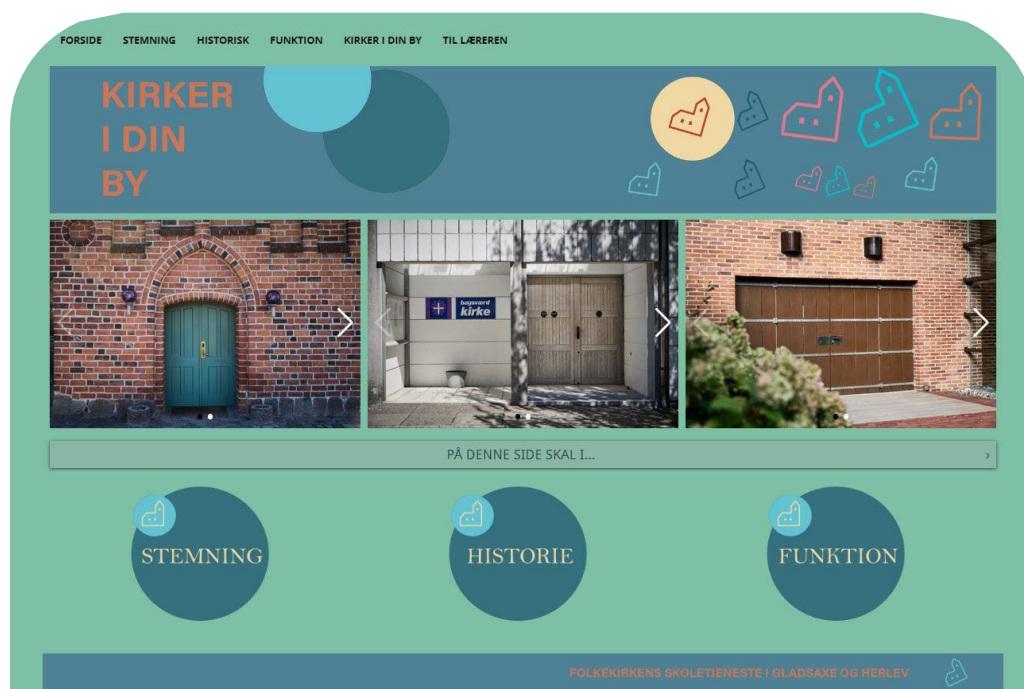 FORSIDE STEMNING HISTORISK FUNKTION KIRKER I DIN BY TIL LÆREREN
KIRKER
I DIN
BY
bagsværd
kirke
PÅ DENNE SIDE SKAL I...
STEMNING
HISTORIE
FUNKTION
FOLKEKIRKENS SKOLETJENESTE I GLADSAXE OG HERLEV